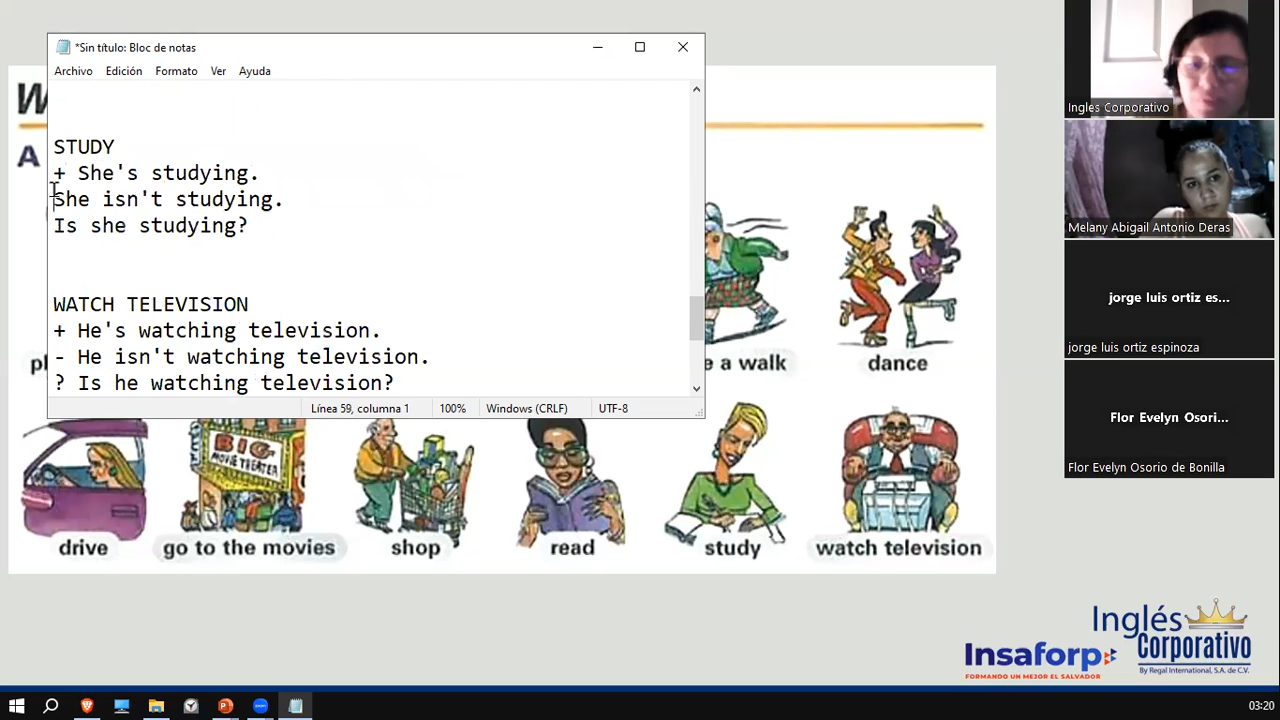 *Sin título: Bloc de notas
Archivo Edición Formato Ver Ayuda
STUDY
+ She's studying.
She isn't studying.
Is she studying?
WATCH TELEVISION
+ He's watching television.
- He isn't watching television.
? Is he watching television?
Línea 59, columna 1 100% Windows (CRLF) UTF-8
W
A
pl
e a walk
dance
BIG
MOVIE THEATER
drive
go to the movies
shop
read
study
watch television
Ingles Corporativo
Melany Abigail Antonio Deras
jorge luis ortiz es...
jorge luis ortiz espinoza
Flor Evelyn Osori...
Flor Evelyn Osorio de Bonilla
Insaforp
FORMANDO UN MEJOR EL SALVADOR
Inglés
Corporativo
By Regal International, S.A. de C.V.
03:20